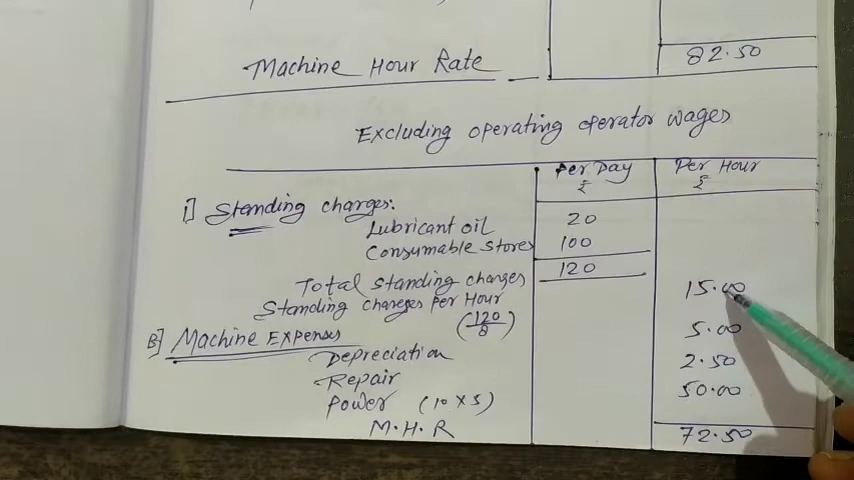 Machine Hour Rate 82.50
Excluding operating operator wages
Per Day Per Hour
₹ ₹
1] Standing charges:
Lubricant oil 20
Consumable stores 100
Total standing charges 120
Standing chareges per Hour 15.00
(120/8)
B] Machine Expenses
Depreciation 5.00
Repair 2.50
Power (10 x 5) 50.00
M.H.R 72.50